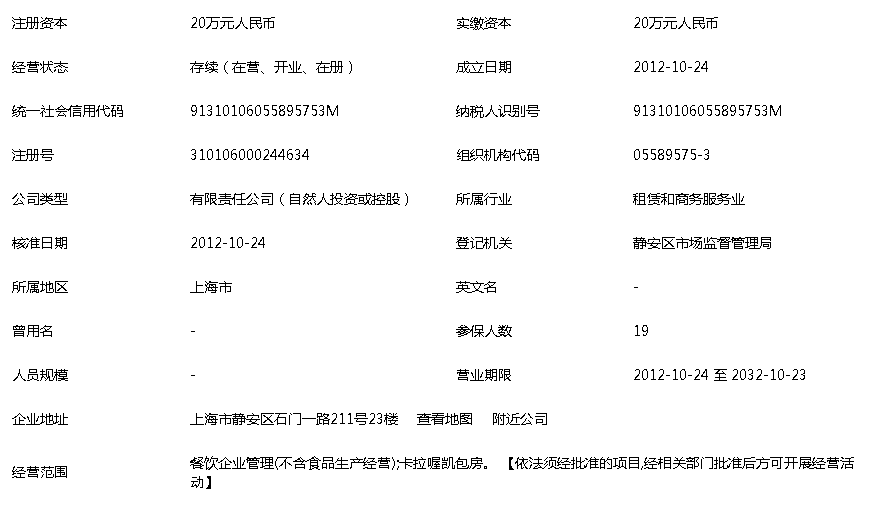 注册资本 20万元人民币 实缴资本 20万元人民币
经营状态 存续（在营、开业、在册） 成立日期 2012-10-24
统一社会信用代码 91310106055895753M 纳税人识别号 91310106055895753M
注册号 310106000244634 组织机构代码 05589575-3
公司类型 有限责任公司（自然人投资或控股） 所属行业 租赁和商务服务业
核准日期 2012-10-24 登记机关 静安区市场监督管理局
所属地区 上海市 英文名 -
曾用名 - 参保人数 19
人员规模 - 营业期限 2012-10-24 至 2032-10-23
企业地址 上海市静安区石门一路211号23楼 查看地图 附近公司
经营范围 餐饮企业管理(不含食品生产经营);卡拉喔凯包房。 【依法须经批准的项目,经相关部门批准后方可开展经营活
动】